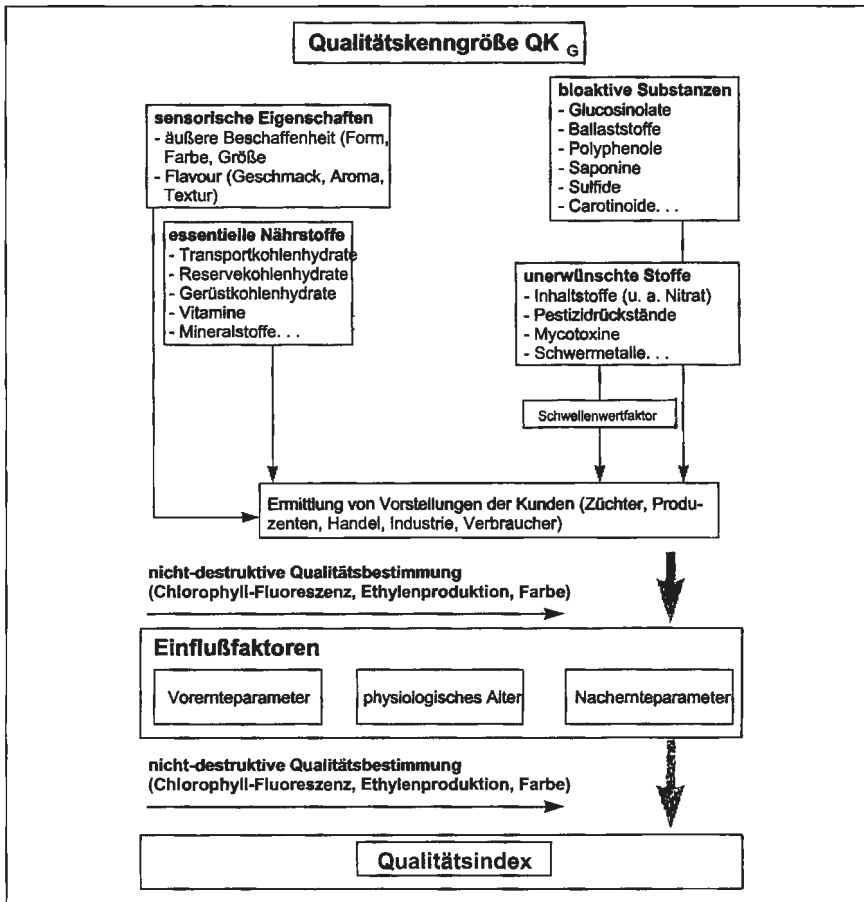 Qualitätskenngröße QK G
sensorische Eigenschaften
- äußere Beschaffenheit (Form,
Farbe, Größe
- Flavour (Geschmack, Aroma,
Textur)
essentielle Nährstoffe
- Transportkohlenhydrate
- Reservekohlenhydrate
- Gerüstkohlenhydrate
- Vitamine
- Mineralstoffe. . .
bioaktive Substanzen
- Glucosinolate
- Ballaststoffe
- Polyphenole
- Saponine
- Sulfide
- Carotinoide. . .
unerwünschte Stoffe
- Inhaltstoffe (u. a. Nitrat)
- Pestizidrückstände
- Mycotoxine
- Schwermetalle. . .
Schwellenwertfaktor
Ermittlung von Vorstellungen der Kunden (Züchter, Produ-
zenten, Handel, Industrie, Verbraucher)
nicht-destruktive Qualitätsbestimmung
(Chlorophyll-Fluoreszenz, Ethylenproduktion, Farbe)
Einflußfaktoren
Vorernteparameter
physiologisches Alter
Nachernteparameter
nicht-destruktive Qualitätsbestimmung
(Chlorophyll-Fluoreszenz, Ethylenproduktion, Farbe)
Qualitätsindex